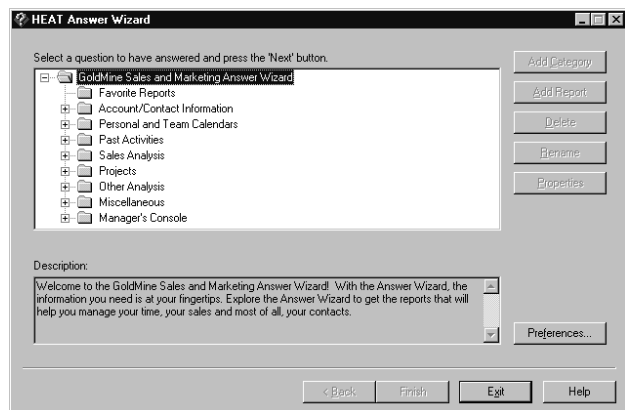 HEAT Answer Wizard
Select a question to have answered and press the 'Next' button.
GoldMine Sales and Marketing Answer Wizard
Favorite Reports
Account/Contact Information
Personal and Team Calendars
Past Activities
Sales Analysis
Projects
Other Analysis
Miscellaneous
Manager's Console
Add Category
Add Report
Delete
Rename
Properties
Description:
Welcome to the GoldMine Sales and Marketing Answer Wizard! With the Answer Wizard, the
information you need is at your fingertips. Explore the Answer Wizard to get the reports that will
help you manage your time, your sales and most of all, your contacts.
Preferences...
< Back
Finish
Exit
Help